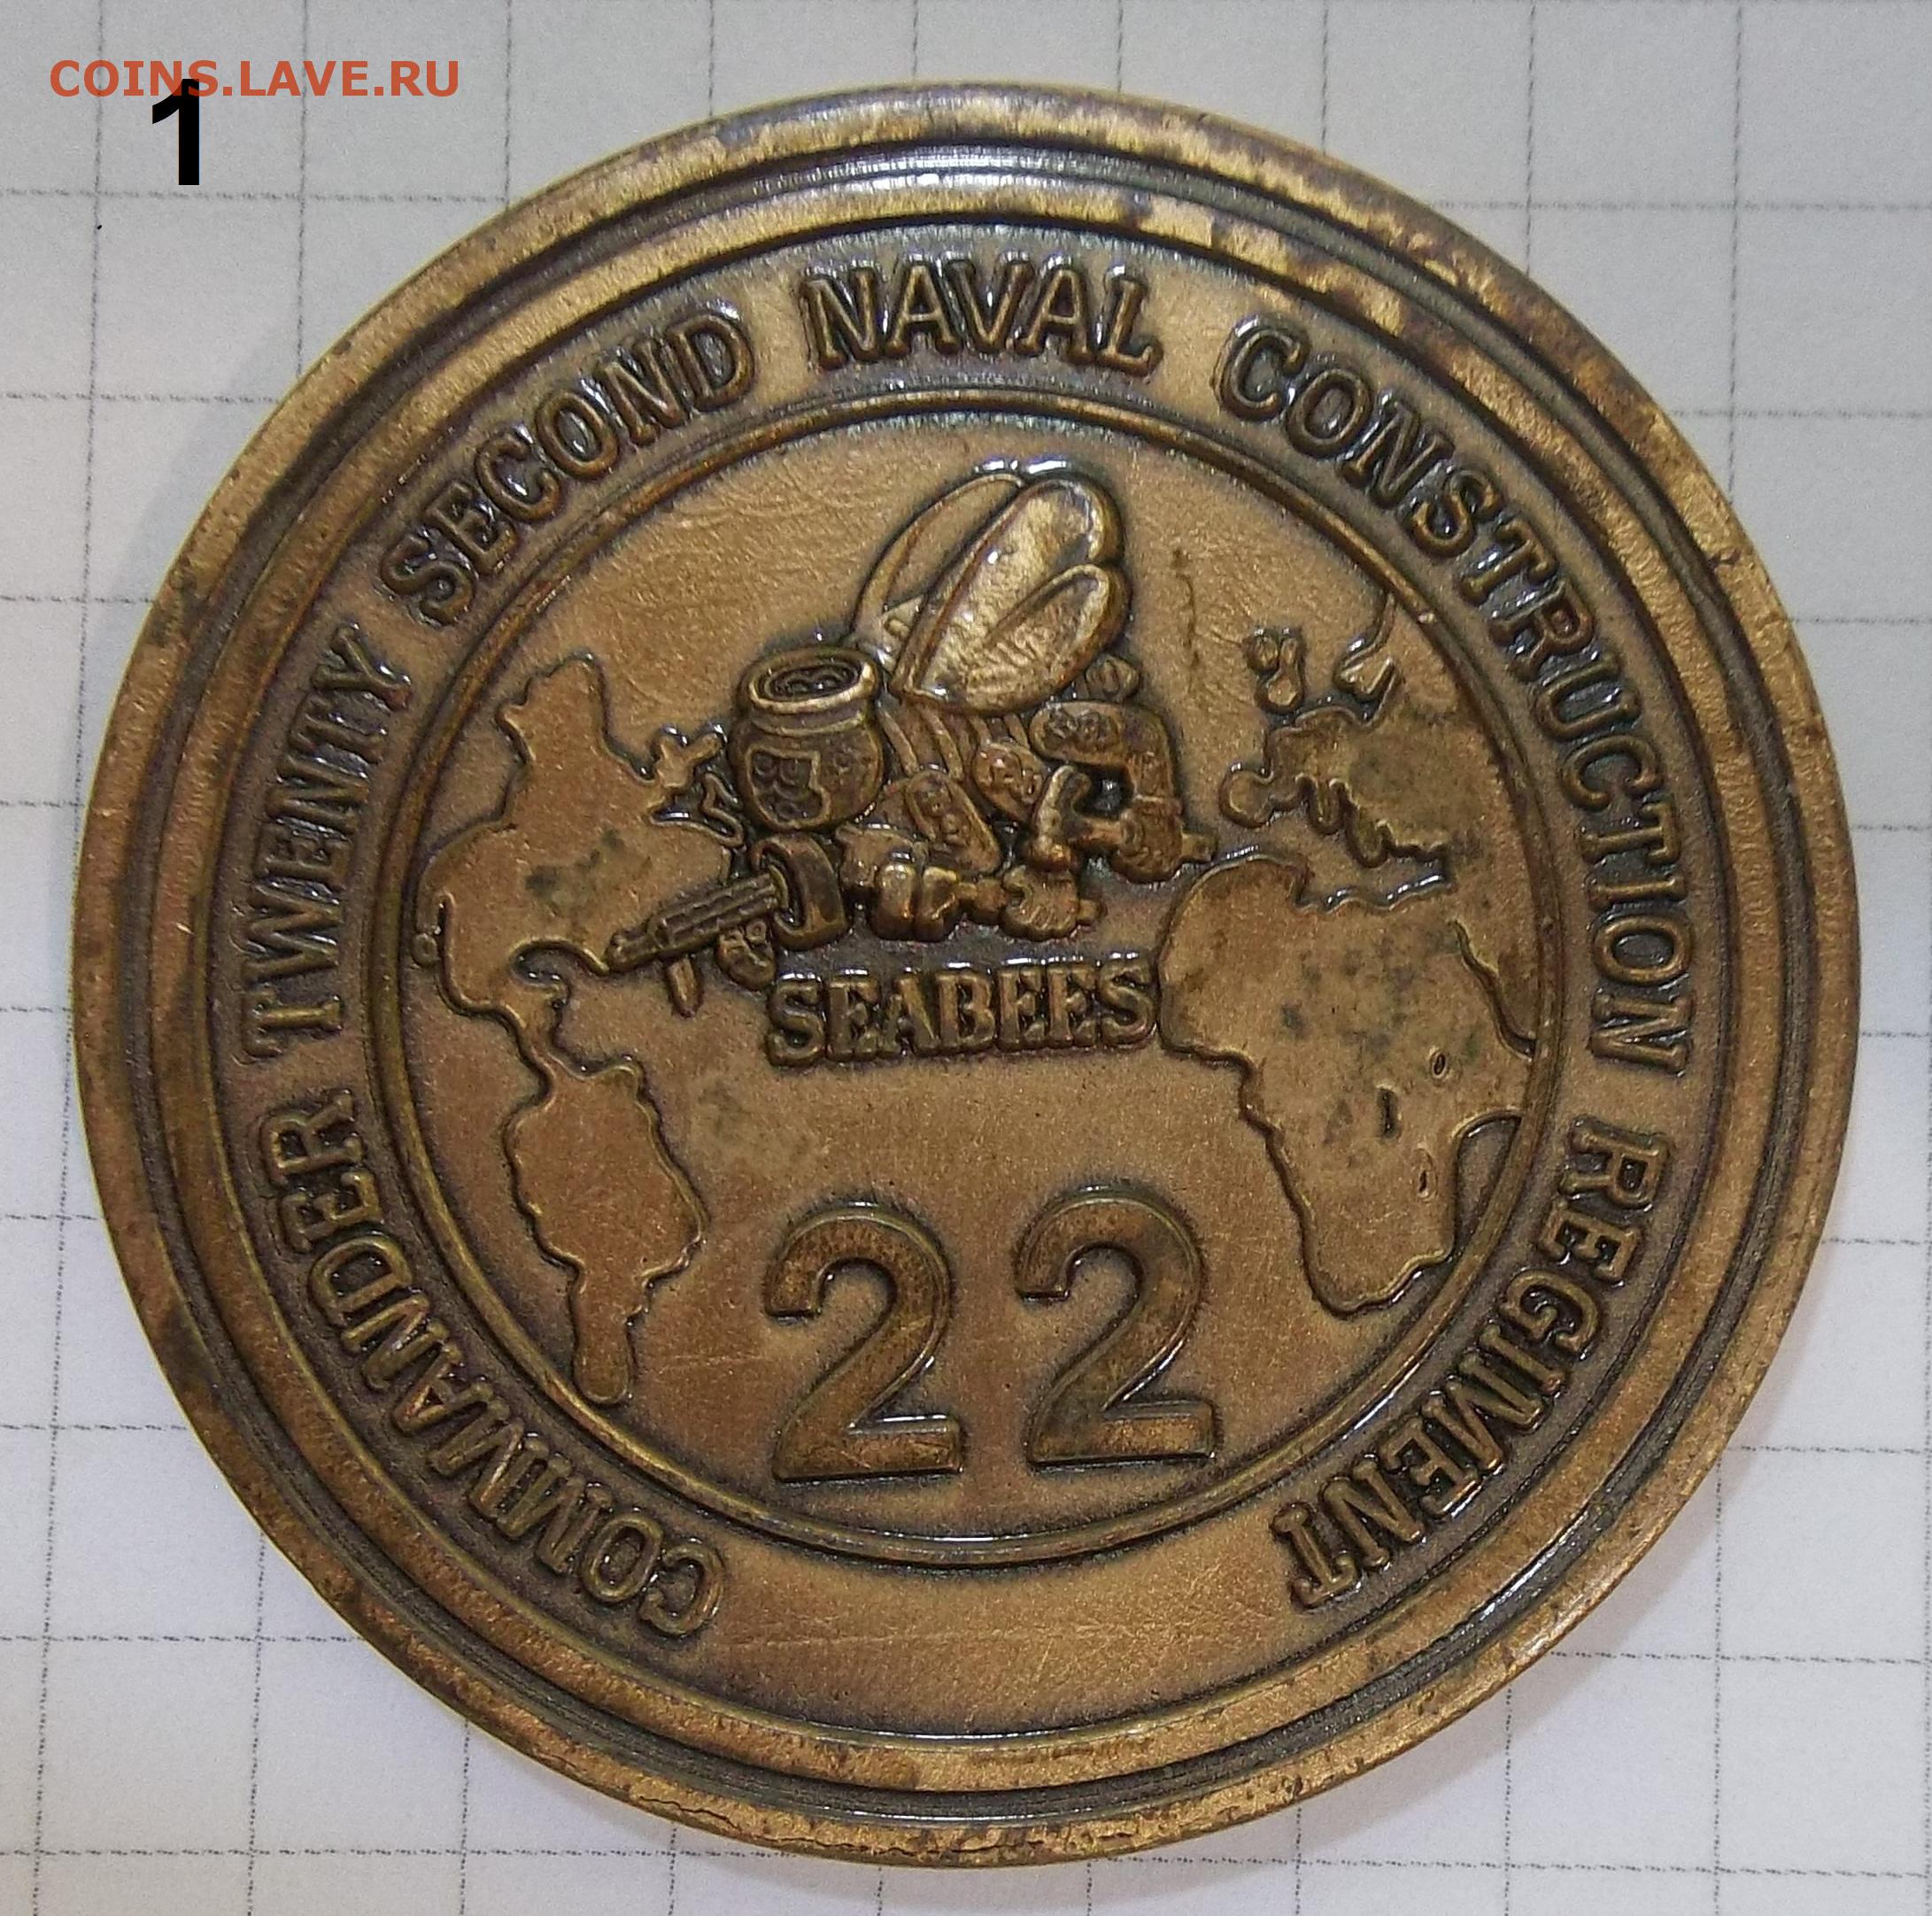 COINS.LAVE.RU
1
COMMANDER TWENTY SECOND NAVAL CONSTRUCTION REGIMENT
SEABEES
22